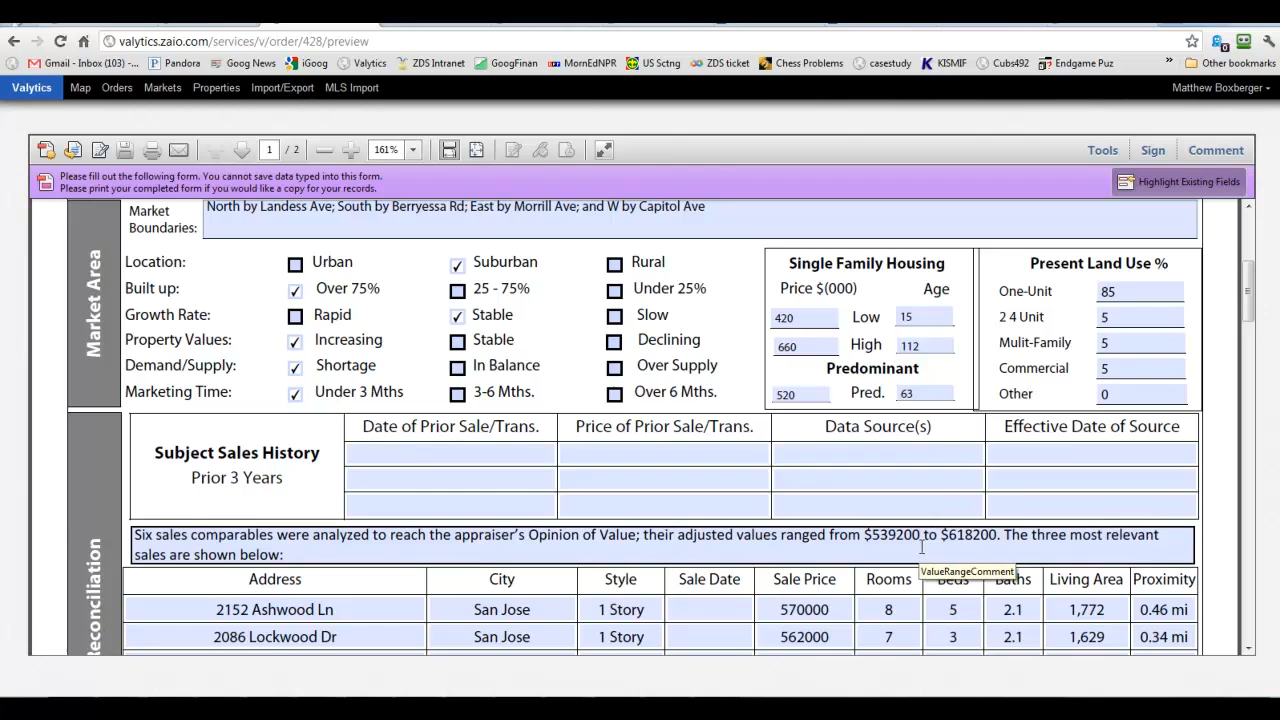 valytics.zaio.com/services/v/order/428/preview
Gmail - Inbox (103) -... Pandora Goog News iGoog Valytics ZDS Intranet GoogFinan MornEdNPR US Sctng ZDS ticket Chess Problems casestudy KISMIF Cubs492 Endgame Puz » Other bookmarks
Valytics Map Orders Markets Properties Import/Export MLS Import Matthew Boxberger
1 / 2 161% Tools Sign Comment
Please fill out the following form. You cannot save data typed into this form.
Please print your completed form if you would like a copy for your records.
Highlight Existing Fields
Market Area
Market Boundaries: North by Landess Ave; South by Berryessa Rd; East by Morrill Ave; and W by Capitol Ave
Location: Urban ✓ Suburban Rural
Built up: ✓ Over 75% 25 - 75% Under 25%
Growth Rate: Rapid ✓ Stable Slow
Property Values: ✓ Increasing Stable Declining
Demand/Supply: ✓ Shortage In Balance Over Supply
Marketing Time: ✓ Under 3 Mths 3-6 Mths. Over 6 Mths.
Single Family Housing
Price $(000) Age
420 Low 15
660 High 112
Predominant
520 Pred. 63
Present Land Use %
One-Unit 85
2 4 Unit 5
Mulit-Family 5
Commercial 5
Other 0
Subject Sales History
Prior 3 Years
Date of Prior Sale/Trans. Price of Prior Sale/Trans. Data Source(s) Effective Date of Source
Reconciliation
Six sales comparables were analyzed to reach the appraiser's Opinion of Value; their adjusted values ranged from $539200 to $618200. The three most relevant
sales are shown below:
ValueRangeComment
Address City Style Sale Date Sale Price Rooms Beds Baths Living Area Proximity
2152 Ashwood Ln San Jose 1 Story 570000 8 5 2.1 1,772 0.46 mi
2086 Lockwood Dr San Jose 1 Story 562000 7 3 2.1 1,629 0.34 mi